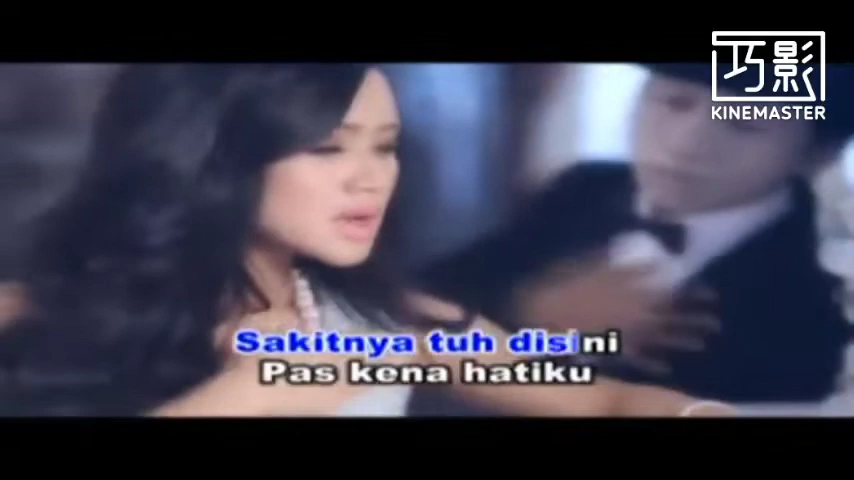 巧影
KINEMASTER
Sakitnya tuh disini
Pas kena hatiku